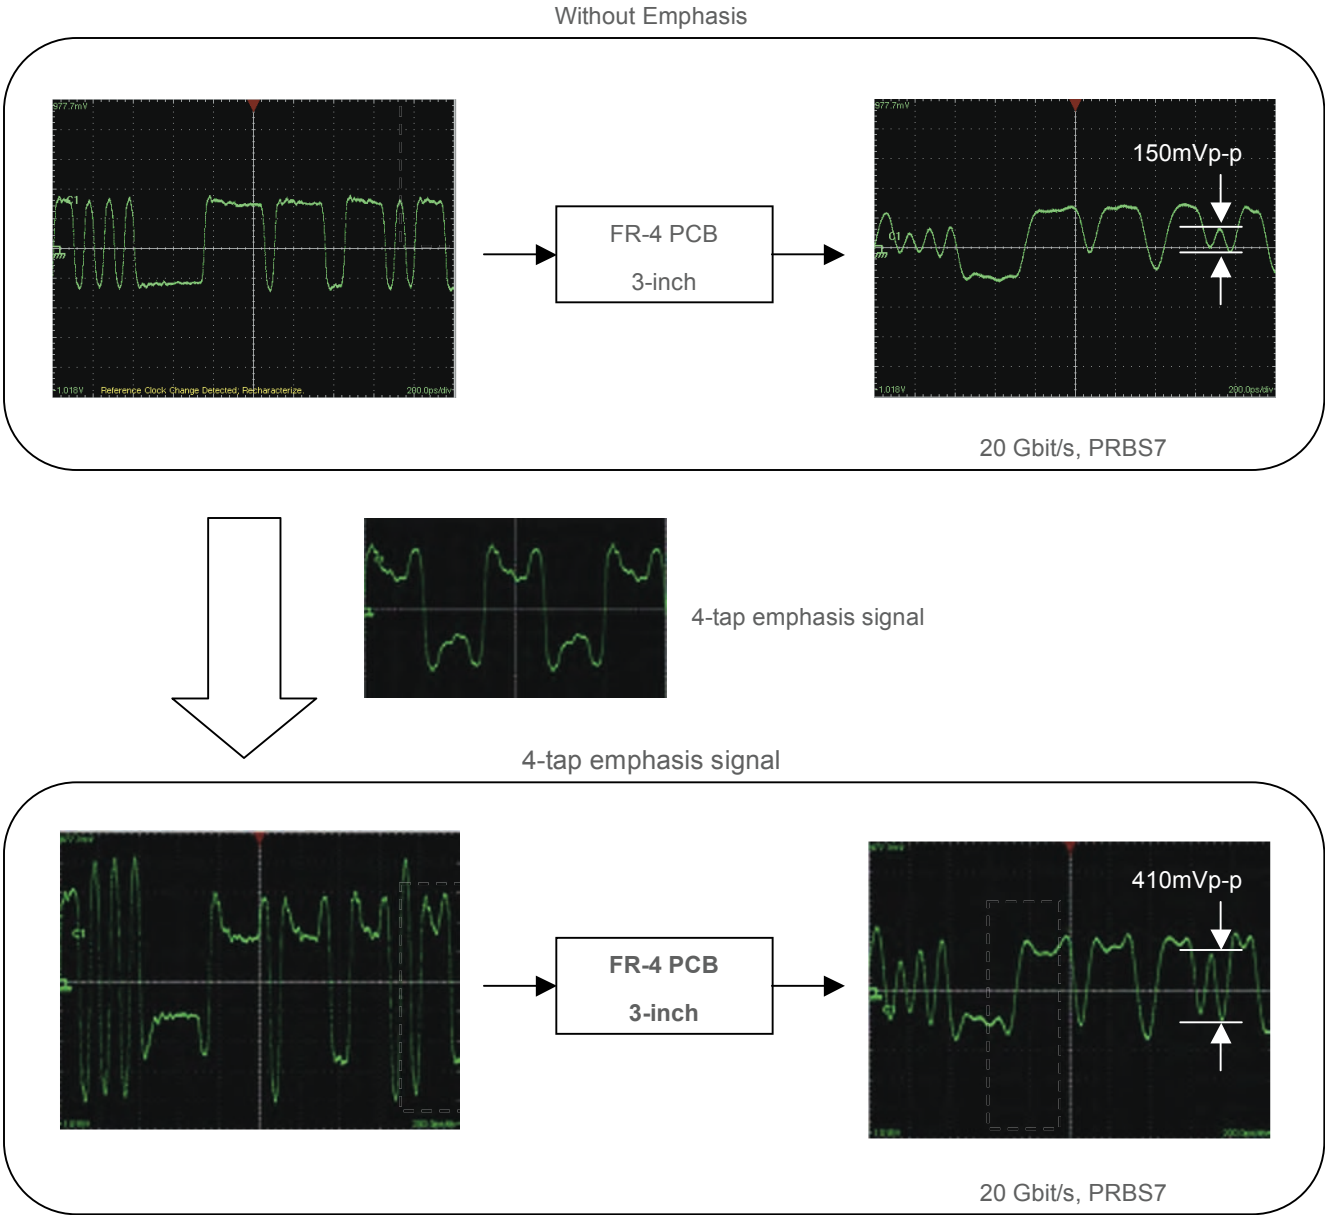 Without Emphasis
977.7mV
C1
-1.018V
Reference Clock Change Detected; Recharacterize.
200.0ps/div
FR-4 PCB
3-inch
977.7mV
150mVp-p
C1
-1.018V
200.0ps/div
20 Gbit/s, PRBS7
4-tap emphasis signal
4-tap emphasis signal
C1
FR-4 PCB
3-inch
410mVp-p
C1
20 Gbit/s, PRBS7